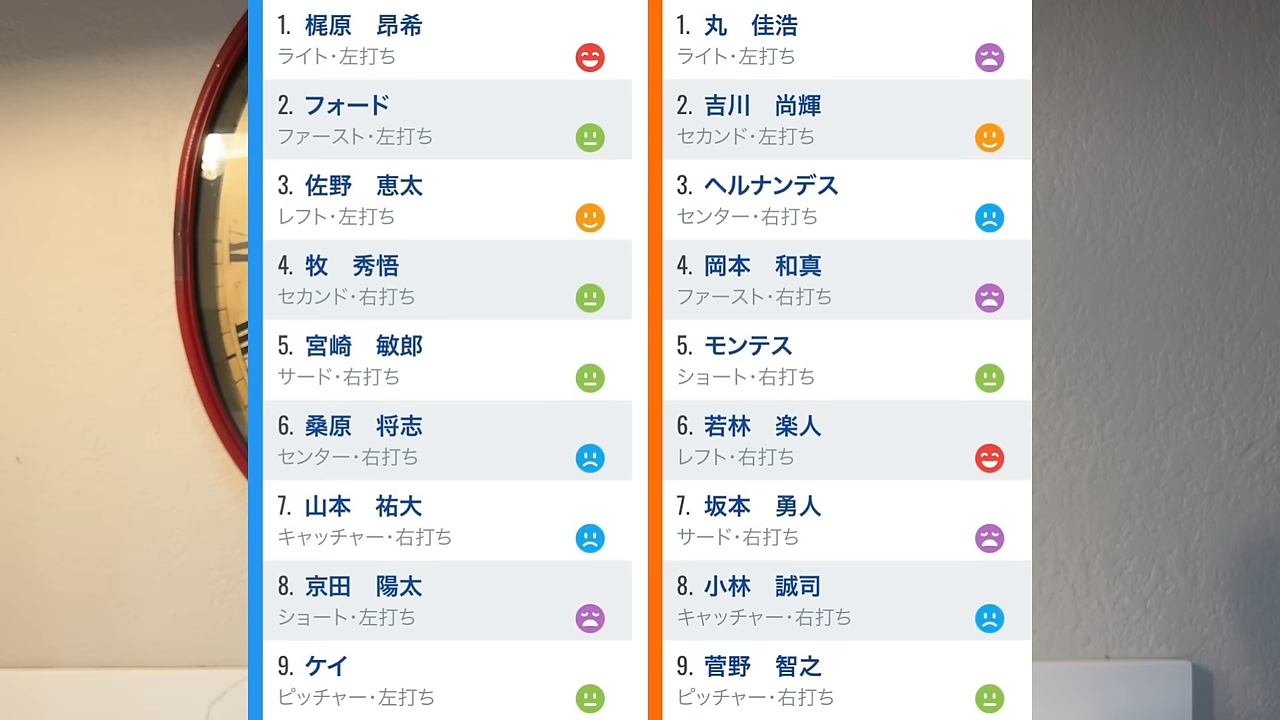 1. 梶原 昂希
ライト・左打ち
2. フォード
ファースト・左打ち
3. 佐野 恵太
レフト・左打ち
4. 牧 秀悟
セカンド・右打ち
5. 宮崎 敏郎
サード・右打ち
6. 桑原 将志
センター・右打ち
7. 山本 祐大
キャッチャー・右打ち
8. 京田 陽太
ショート・左打ち
9. ケイ
ピッチャー・左打ち
1. 丸 佳浩
ライト・左打ち
2. 吉川 尚輝
セカンド・左打ち
3. ヘルナンデス
センター・右打ち
4. 岡本 和真
ファースト・右打ち
5. モンテス
ショート・右打ち
6. 若林 楽人
レフト・右打ち
7. 坂本 勇人
サード・右打ち
8. 小林 誠司
キャッチャー・右打ち
9. 菅野 智之
ピッチャー・右打ち